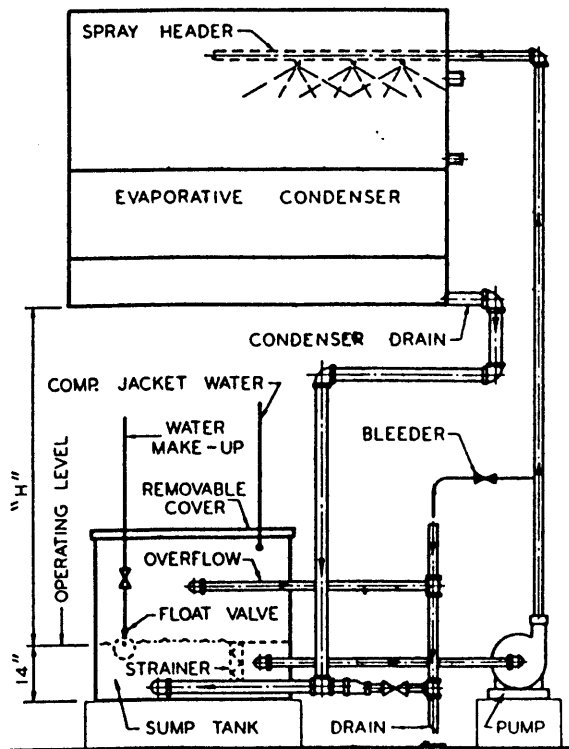 SPRAY HEADER
EVAPORATIVE CONDENSER
CONDENSER DRAIN
COMP. JACKET WATER
WATER
MAKE-UP
BLEEDER
"H"
OPERATING LEVEL
REMOVABLE
COVER
OVERFLOW
FLOAT VALVE
14"
STRAINER
SUMP TANK
DRAIN
PUMP